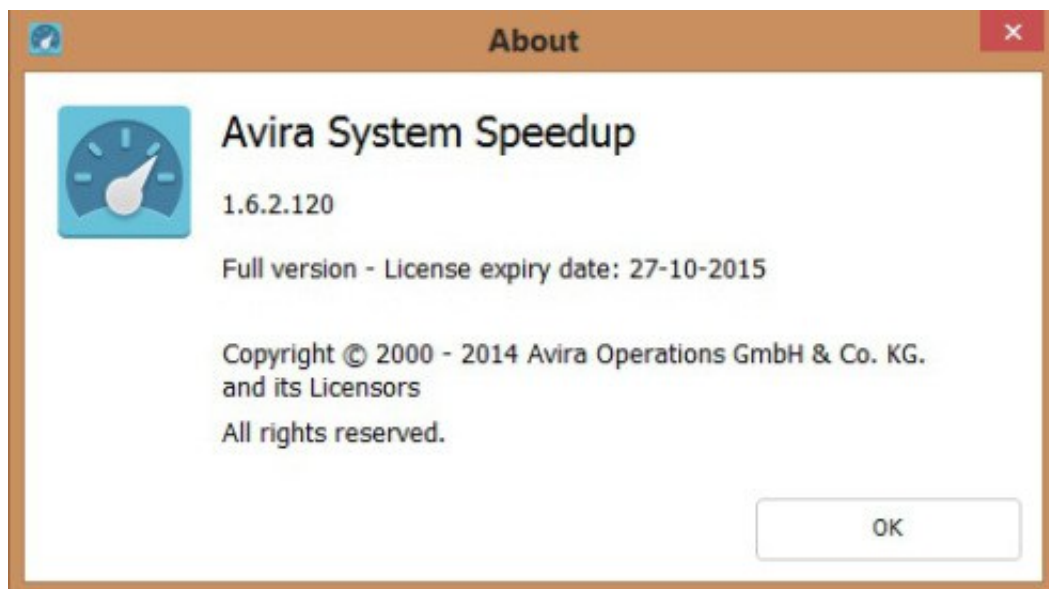 About
Avira System Speedup
1.6.2.120
Full version - License expiry date: 27-10-2015
Copyright © 2000 - 2014 Avira Operations GmbH & Co. KG.
and its Licensors
All rights reserved.
OK